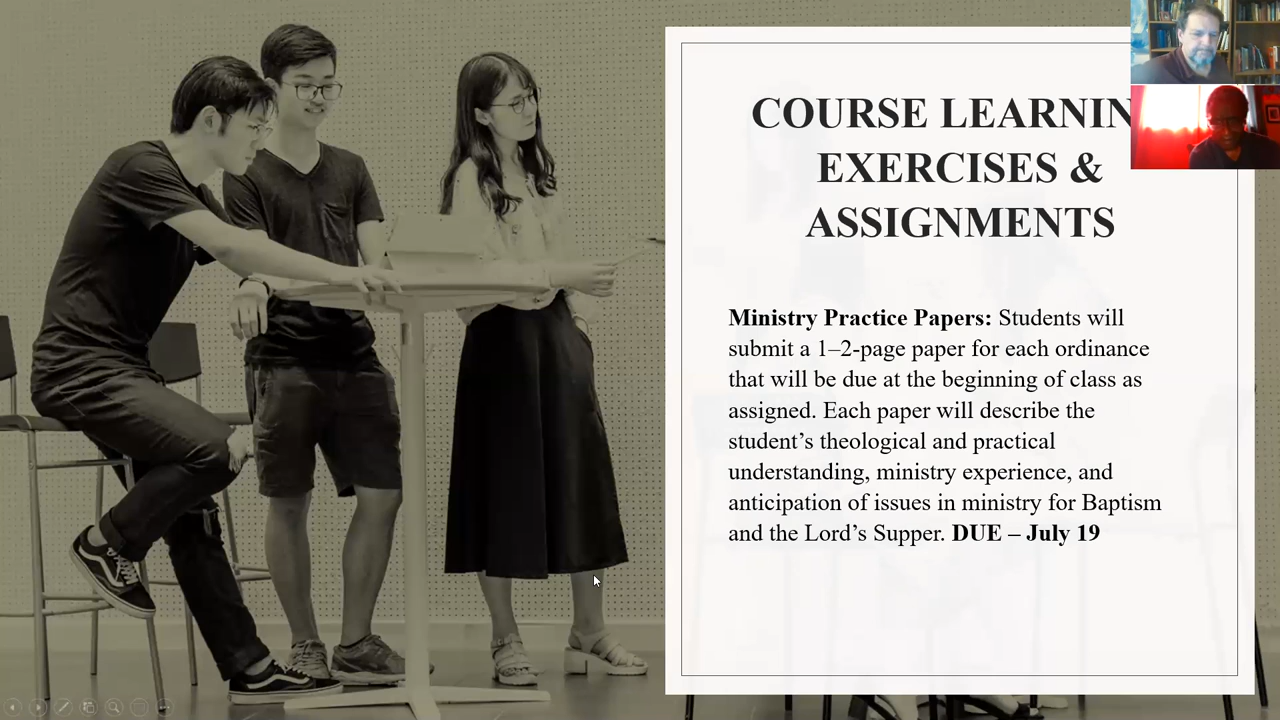 COURSE LEARNIN
EXERCISES &
ASSIGNMENTS
Ministry Practice Papers: Students will
submit a 1–2-page paper for each ordinance
that will be due at the beginning of class as
assigned. Each paper will describe the
student’s theological and practical
understanding, ministry experience, and
anticipation of issues in ministry for Baptism
and the Lord’s Supper. DUE – July 19